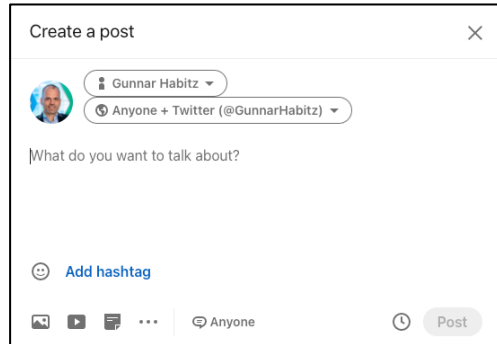 Create a post
Gunnar Habitz
Anyone + Twitter (@GunnarHabitz)
What do you want to talk about?
Add hashtag
Anyone
Post